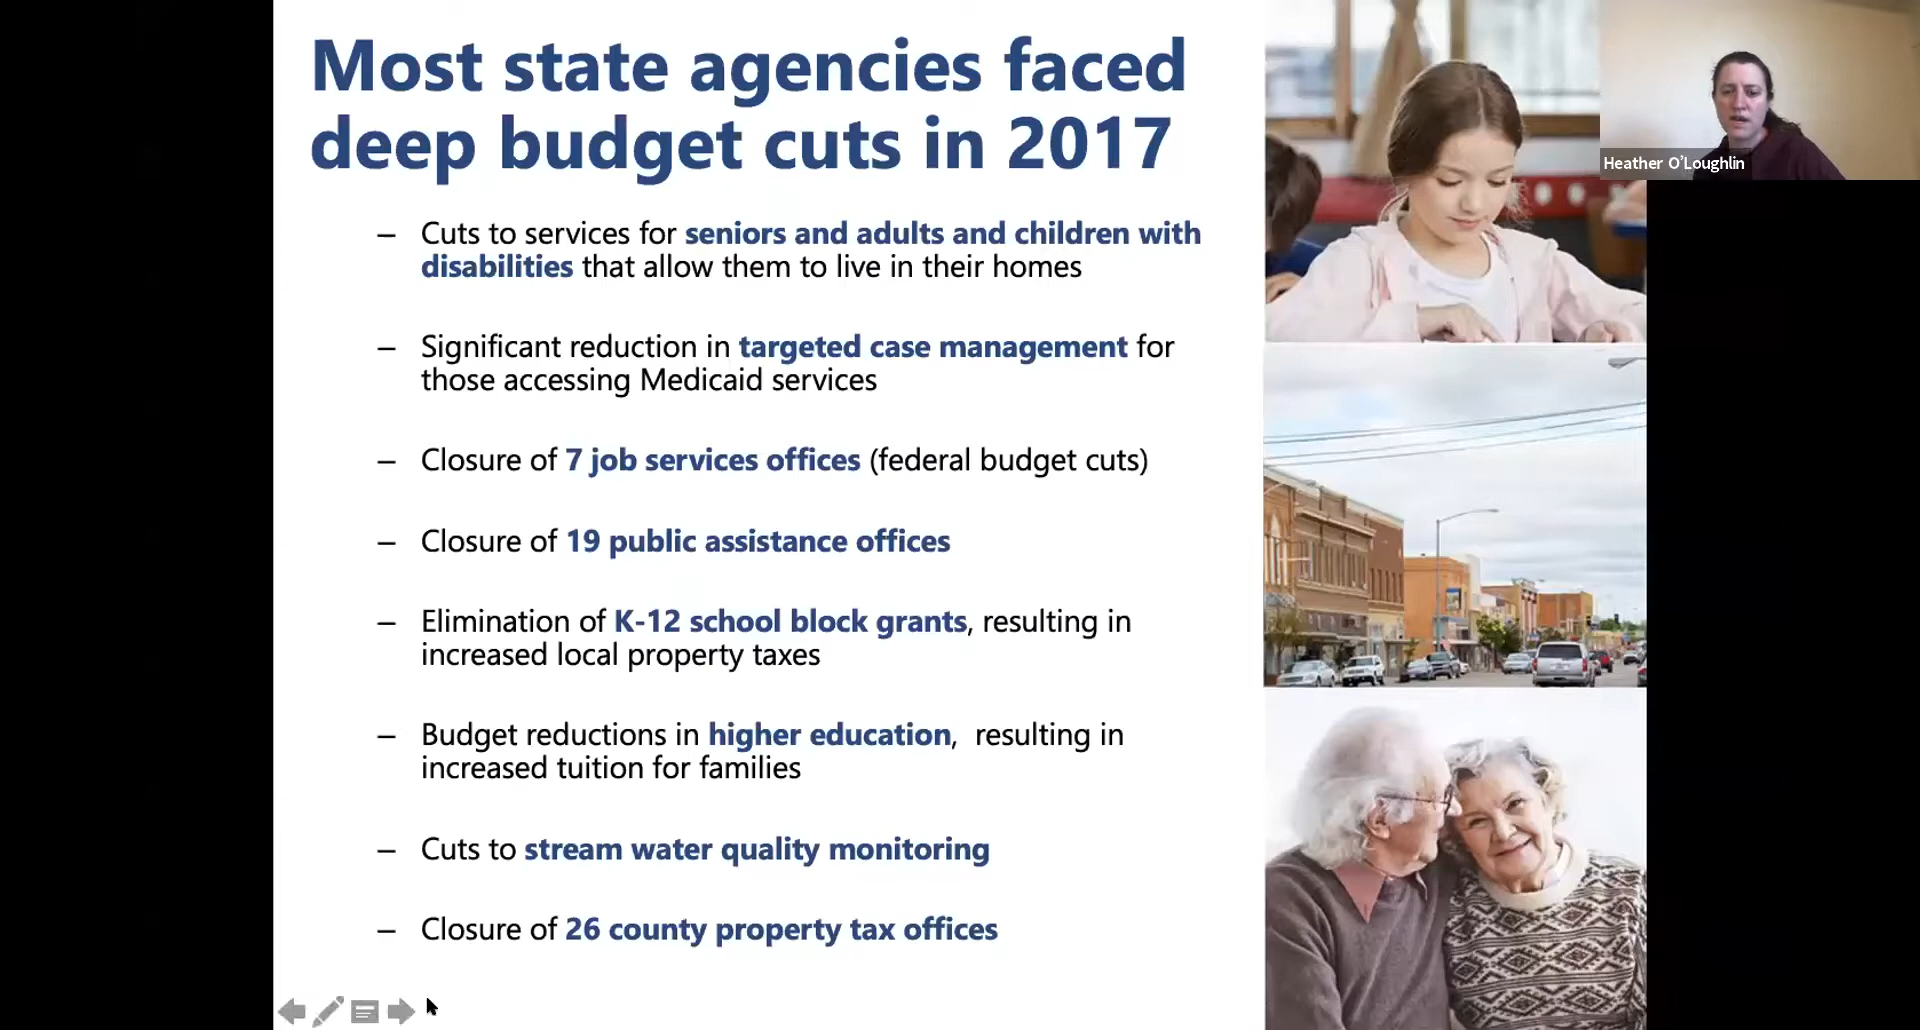 Most state agencies faced
deep budget cuts in 2017
Heather O'Loughlin
– Cuts to services for seniors and adults and children with
disabilities that allow them to live in their homes
– Significant reduction in targeted case management for
those accessing Medicaid services
– Closure of 7 job services offices (federal budget cuts)
– Closure of 19 public assistance offices
– Elimination of K-12 school block grants, resulting in
increased local property taxes
– Budget reductions in higher education,  resulting in
increased tuition for families
– Cuts to stream water quality monitoring
– Closure of 26 county property tax offices